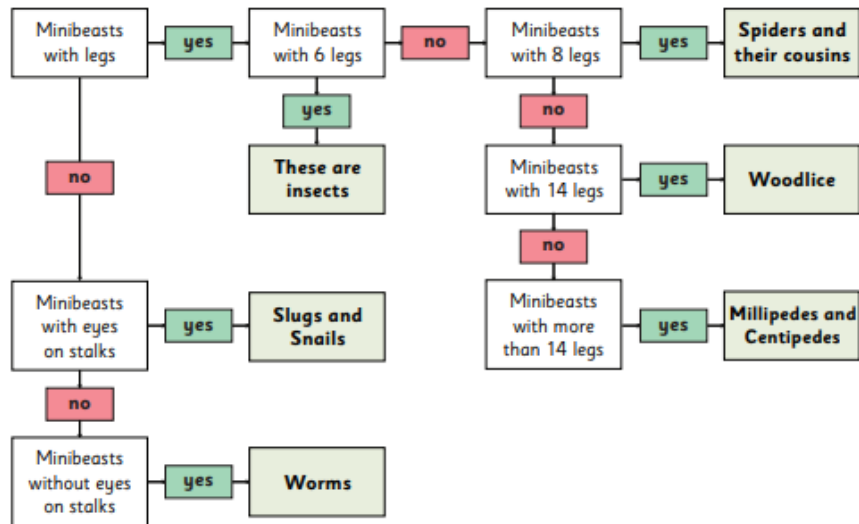 Minibeasts
with legs
yes
Minibeasts
with 6 legs
no
Minibeasts
with 8 legs
yes
Spiders and
their cousins
yes
no
These are
insects
no
Minibeasts
with 14 legs
yes
Woodlice
no
Minibeasts
with eyes
on stalks
yes
Slugs and
Snails
Minibeasts
with more
than 14 legs
yes
Millipedes and
Centipedes
no
Minibeasts
without eyes
on stalks
yes
Worms